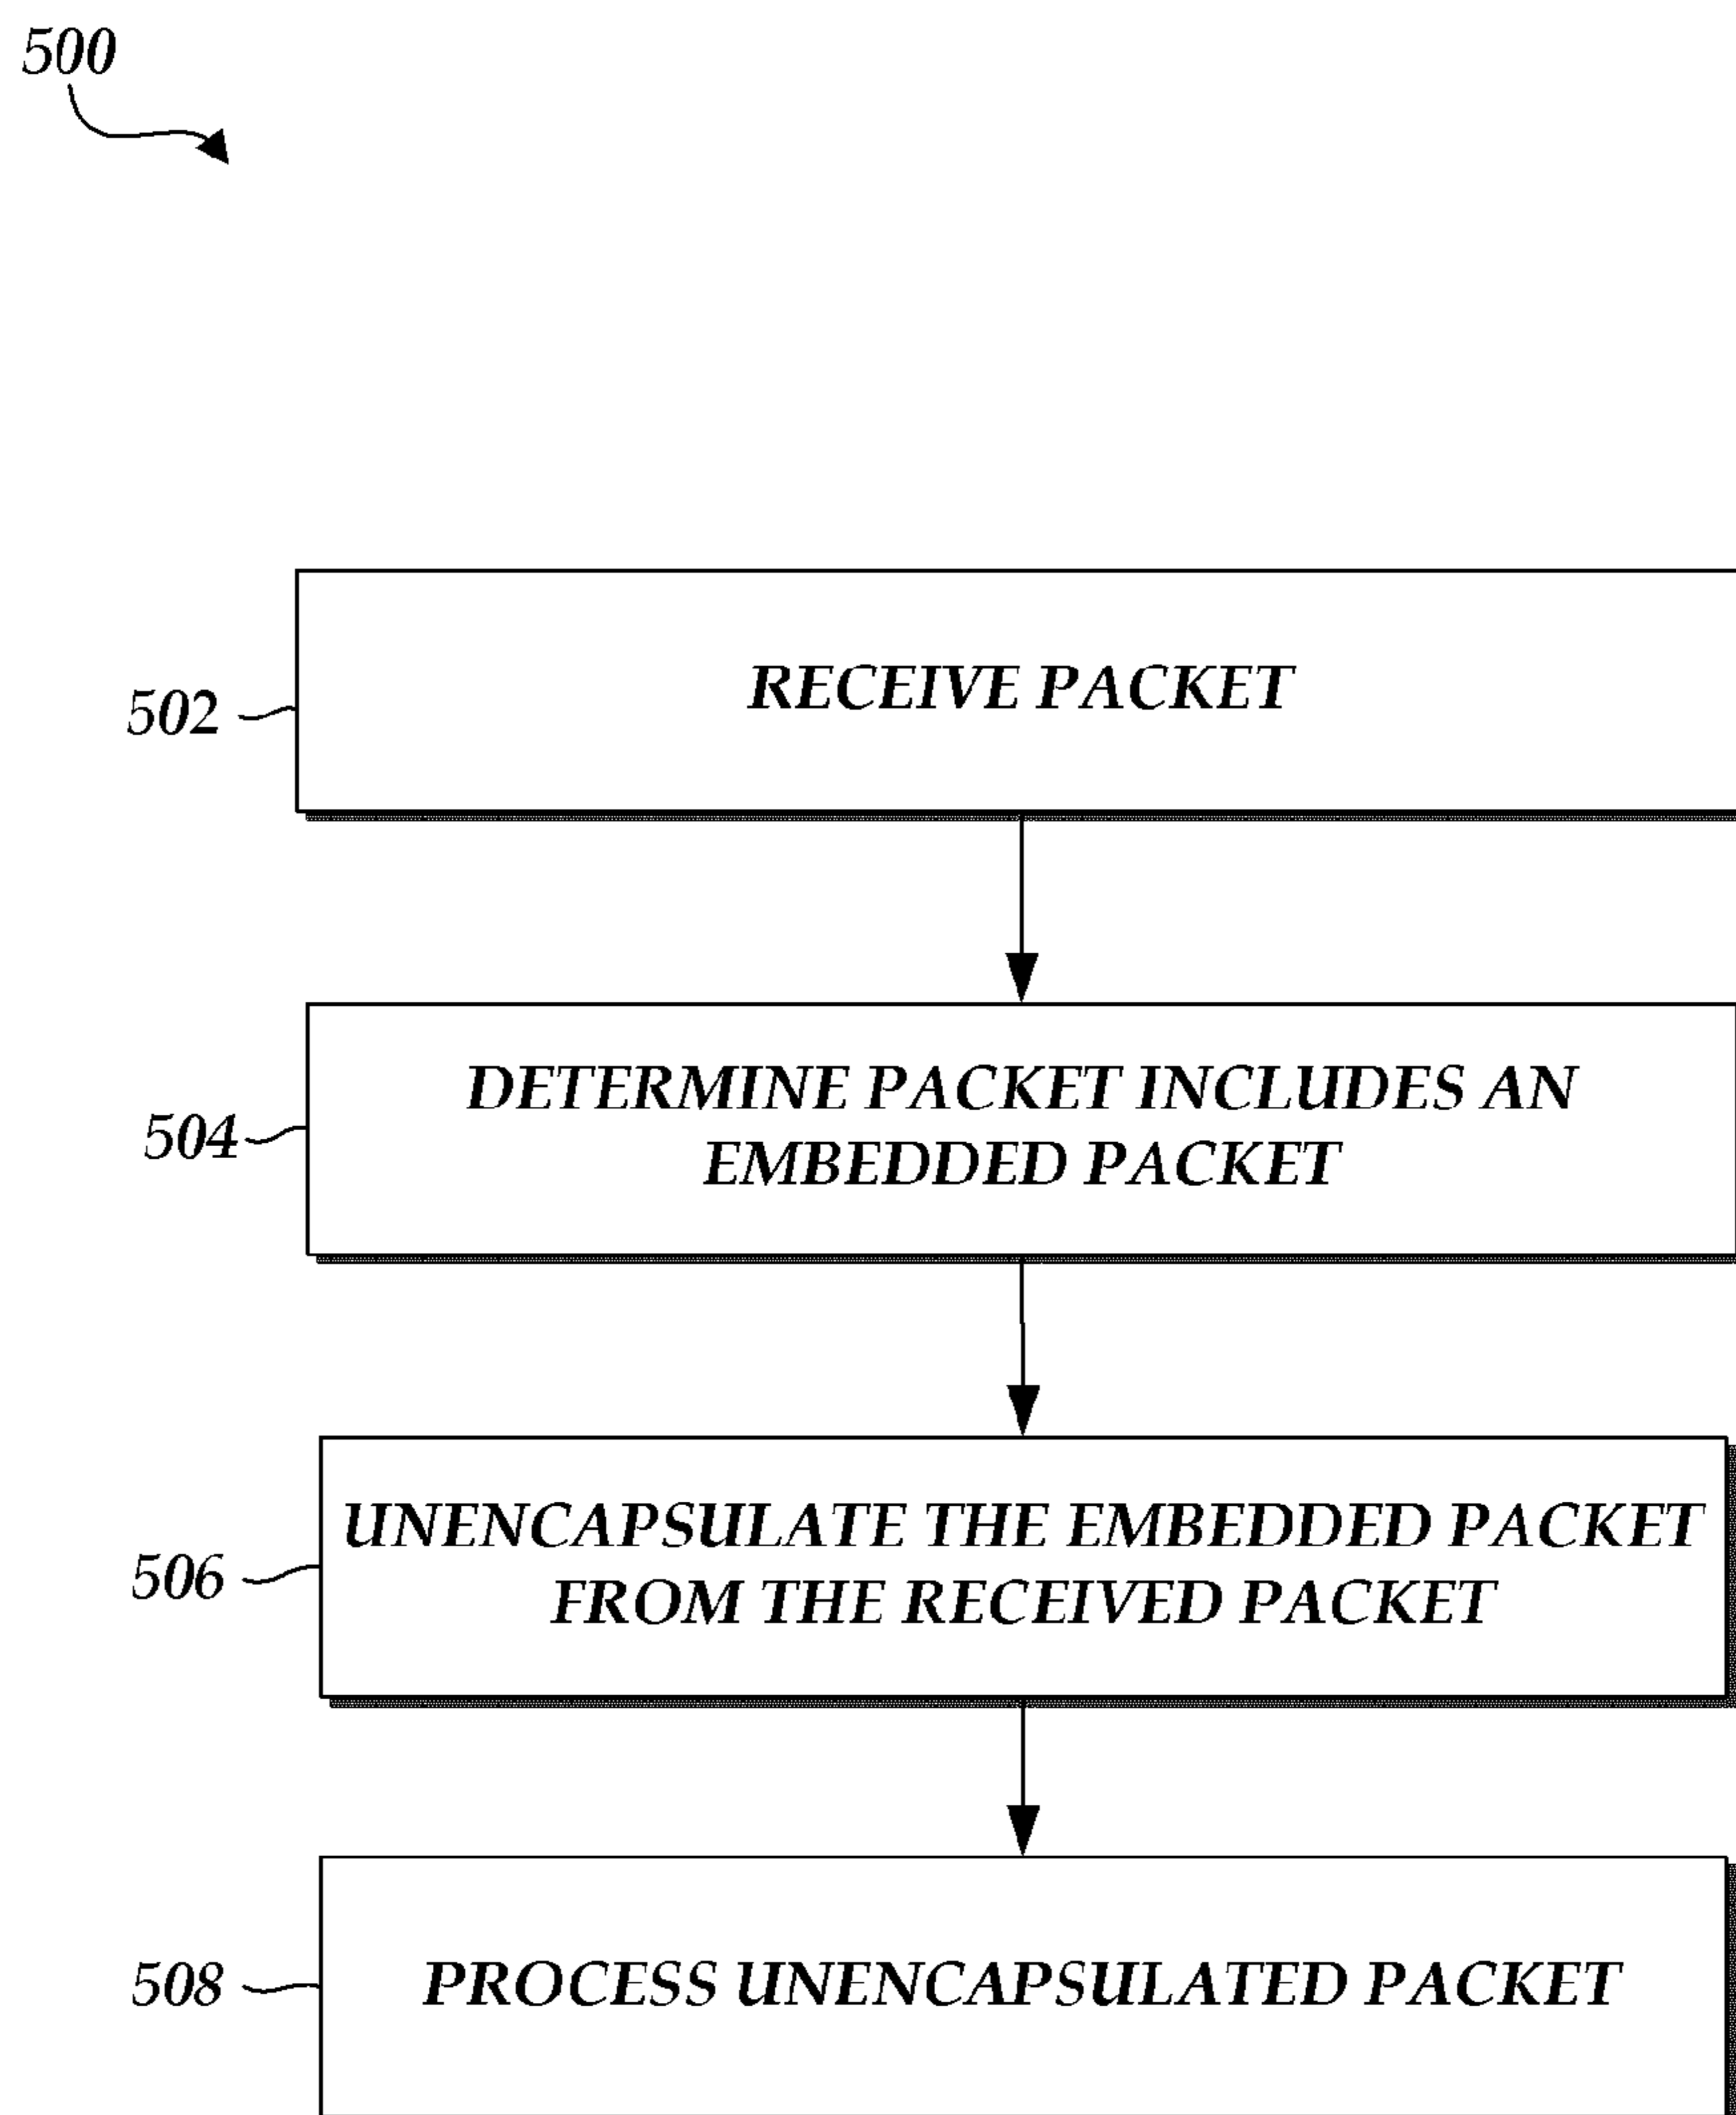 500
502
RECEIVE PACKET
504
DETERMINE PACKET INCLUDES AN
EMBEDDED PACKET
506
UNENCAPSULATE THE EMBEDDED PACKET
FROM THE RECEIVED PACKET
508
PROCESS UNENCAPSULATED PACKET